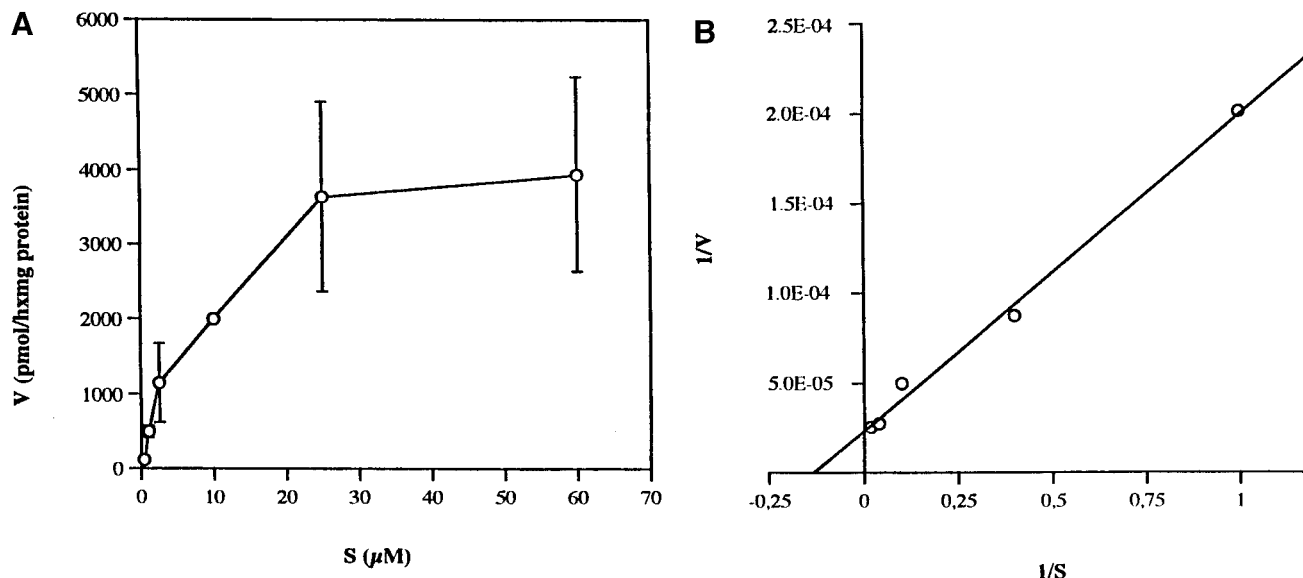 A
6000
5000
4000
3000
2000
1000
0
V (pmol/hxmg protein)
0 10 20 30 40 50 60 70
S (µM)
B
2.5E-04
2.0E-04
1.5E-04
1.0E-04
5.0E-05
1/V
-0,25 0 0,25 0,5 0,75 1
1/S